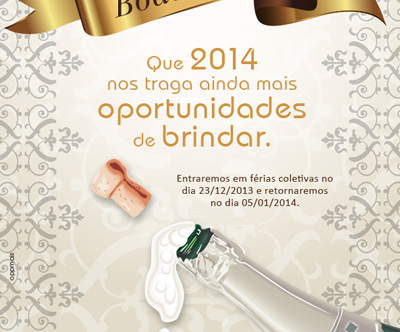 Que 2014
nos traga ainda mais
oportunidades
de brindar.
Entraremos em férias coletivas no
dia 23/12/2013 e retornaremos
no dia 05/01/2014.